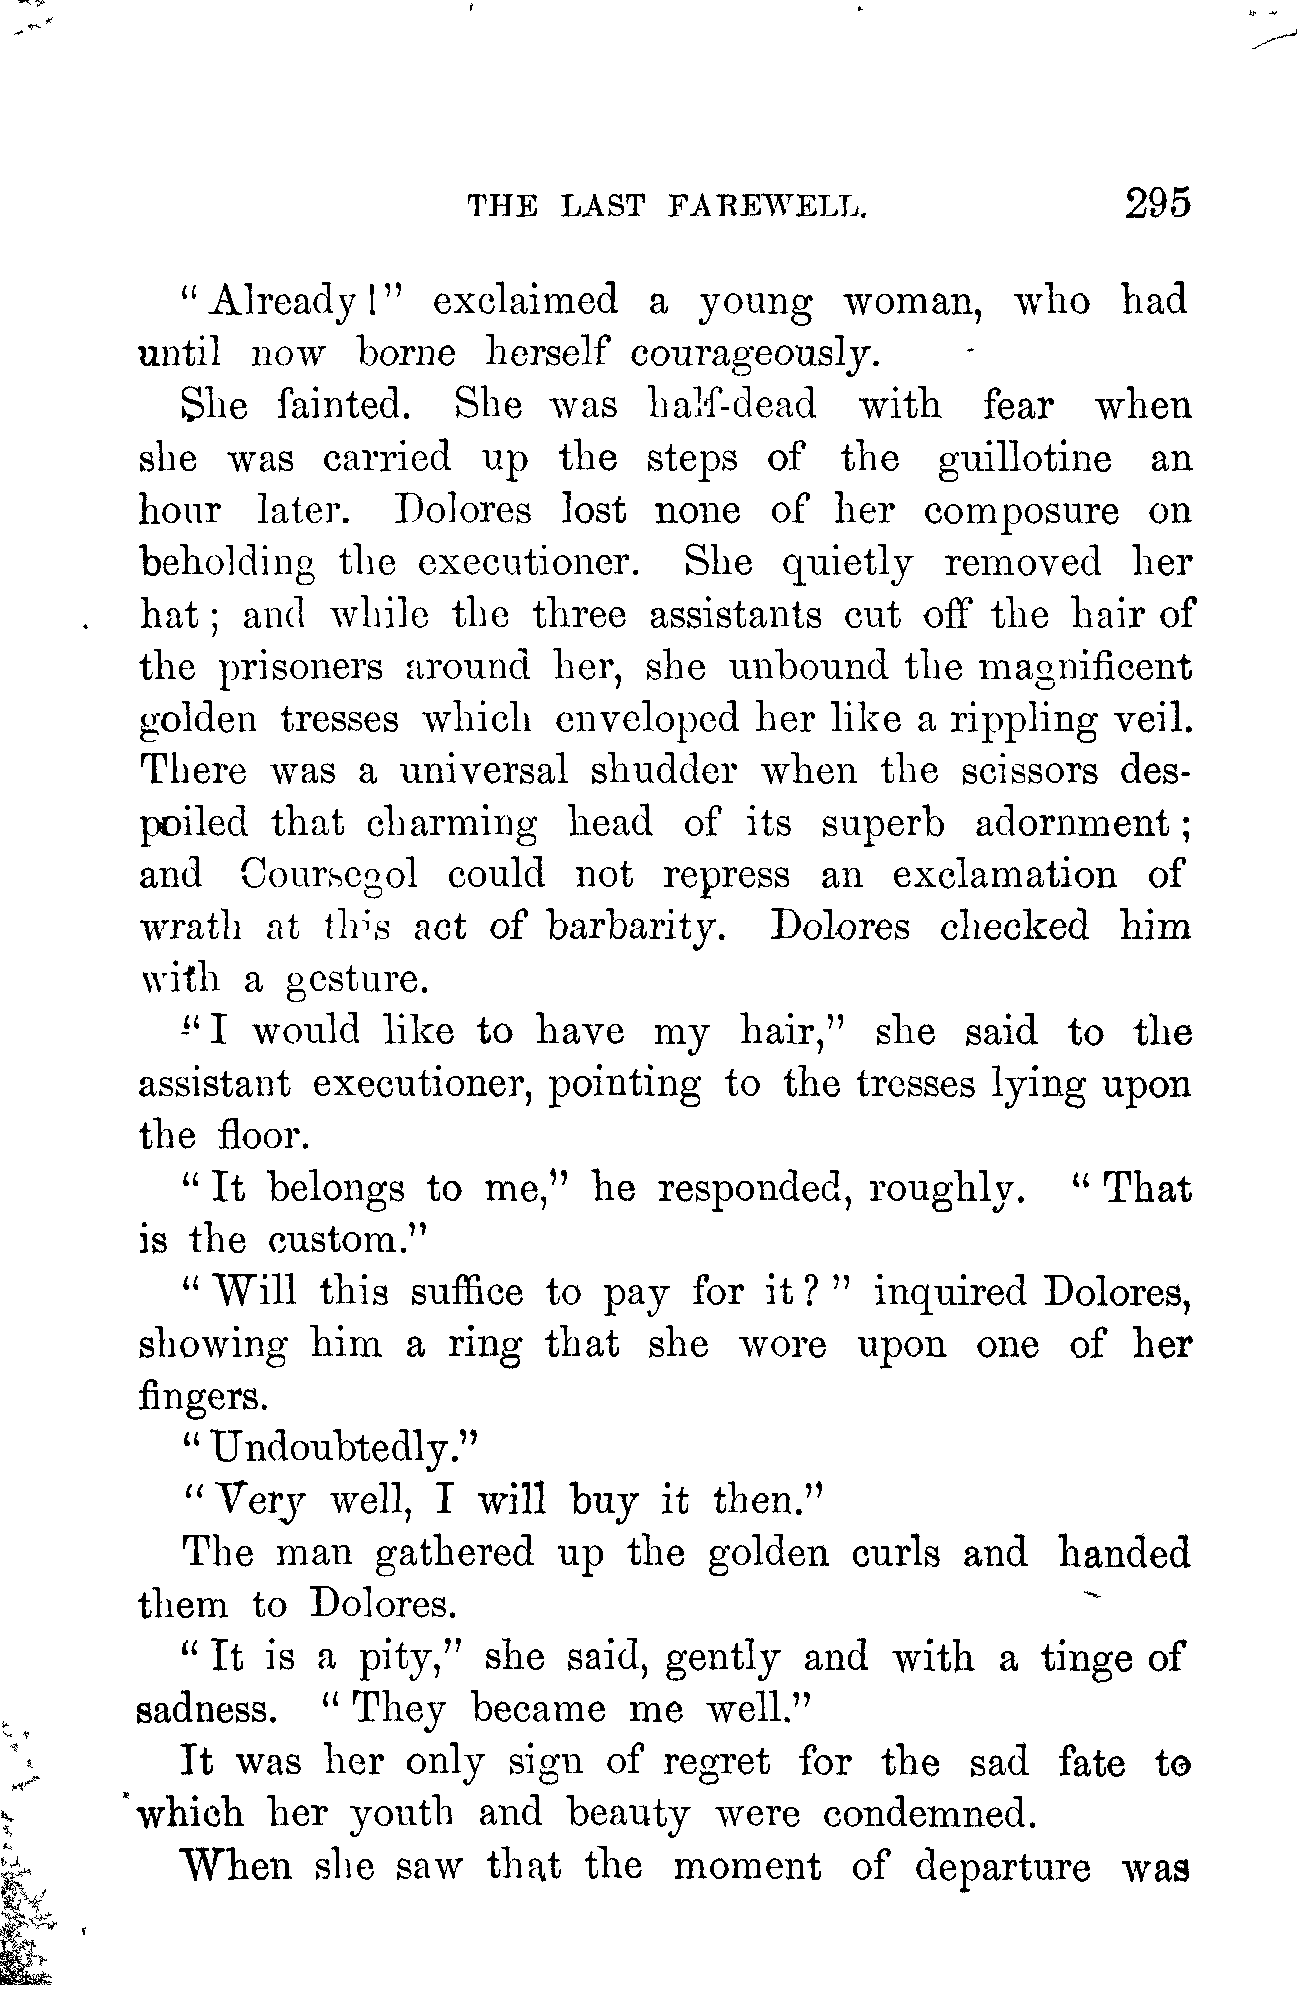 THE LAST FAREWELL. 295
"Already!" exclaimed a young woman, who had
until now borne herself courageously.
She fainted. She was half-dead with fear when
she was carried up the steps of the guillotine an
hour later. Dolores lost none of her composure on
beholding the executioner. She quietly removed her
hat; and while the three assistants cut off the hair of
the prisoners around her, she unbound the magnificent
golden tresses which enveloped her like a rippling veil.
There was a universal shudder when the scissors des-
poiled that charming head of its superb adornment;
and Coursegol could not repress an exclamation of
wrath at this act of barbarity. Dolores checked him
with a gesture.
"I would like to have my hair," she said to the
assistant executioner, pointing to the tresses lying upon
the floor.
"It belongs to me," he responded, roughly. "That
is the custom."
"Will this suffice to pay for it?" inquired Dolores,
showing him a ring that she wore upon one of her
fingers.
"Undoubtedly."
"Very well, I will buy it then."
The man gathered up the golden curls and handed
them to Dolores.
"It is a pity," she said, gently and with a tinge of
sadness. "They became me well."
It was her only sign of regret for the sad fate to
which her youth and beauty were condemned.
When she saw that the moment of departure was